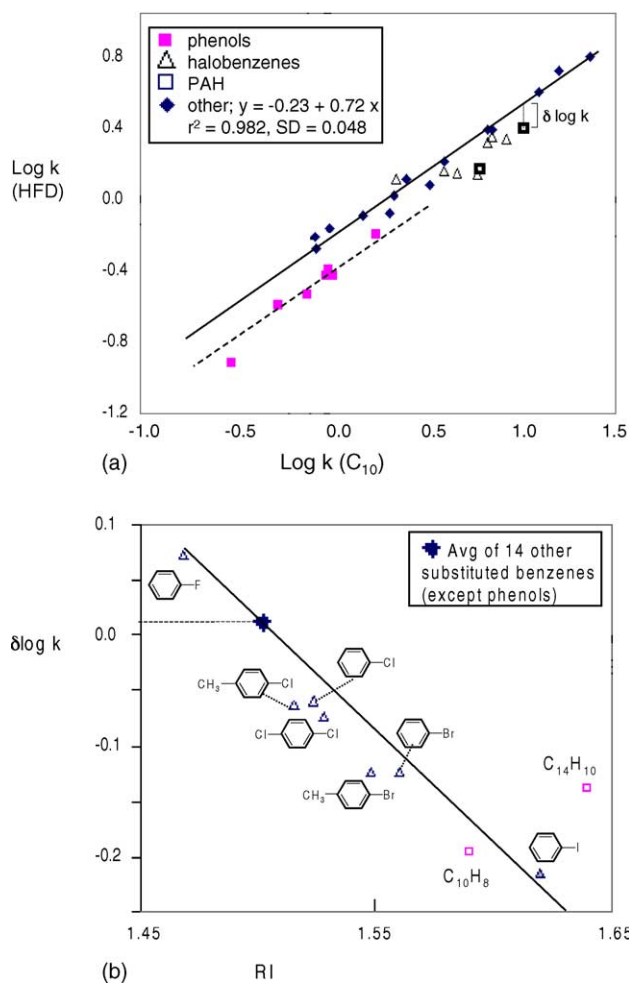 phenols
halobenzenes
PAH
other; y = -0.23 + 0.72 x
r² = 0.982, SD = 0.048
0.8
0.4
0.0
-0.4
-0.8
-1.2
Log k
(HFD)
δ log k
-1.0
-0.5
0.0
0.5
1.0
1.5
(a)
Log k (C₁₀)
0.1
0.0
-0.1
-0.2
δlog k
Avg of 14 other
substituted benzenes
(except phenols)
F
CH₃
Cl
Cl
Cl
Cl
Br
CH₃
Br
C₁₄H₁₀
C₁₀H₈
I
1.45
1.55
1.65
(b)
RI